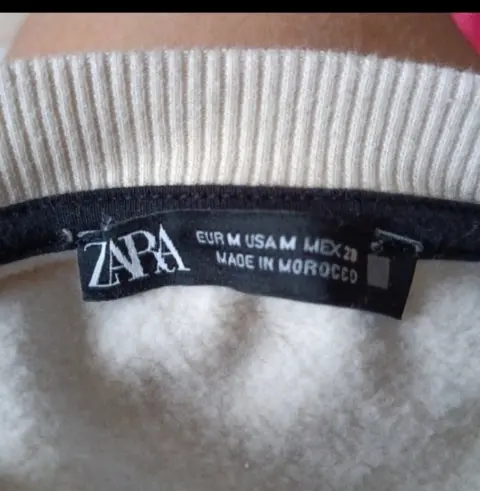 ZARA
EUR M USA M MEX 28
MADE IN MOROCCO